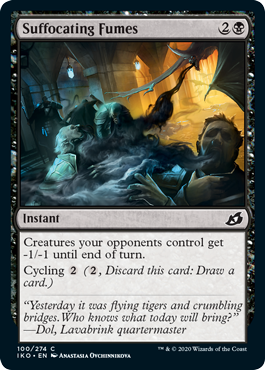 Suffocating Fumes 2
Instant
Creatures your opponents control get
-1/-1 until end of turn.
Cycling 2 (2, Discard this card: Draw a
card.)
“Yesterday it was flying tigers and crumbling
bridges. Who knows what today will bring?”
—Dol, Lavabrink quartermaster
100/274 C
IKO • EN Anastasia Ovchinnikova
™ & © 2020 Wizards of the Coast